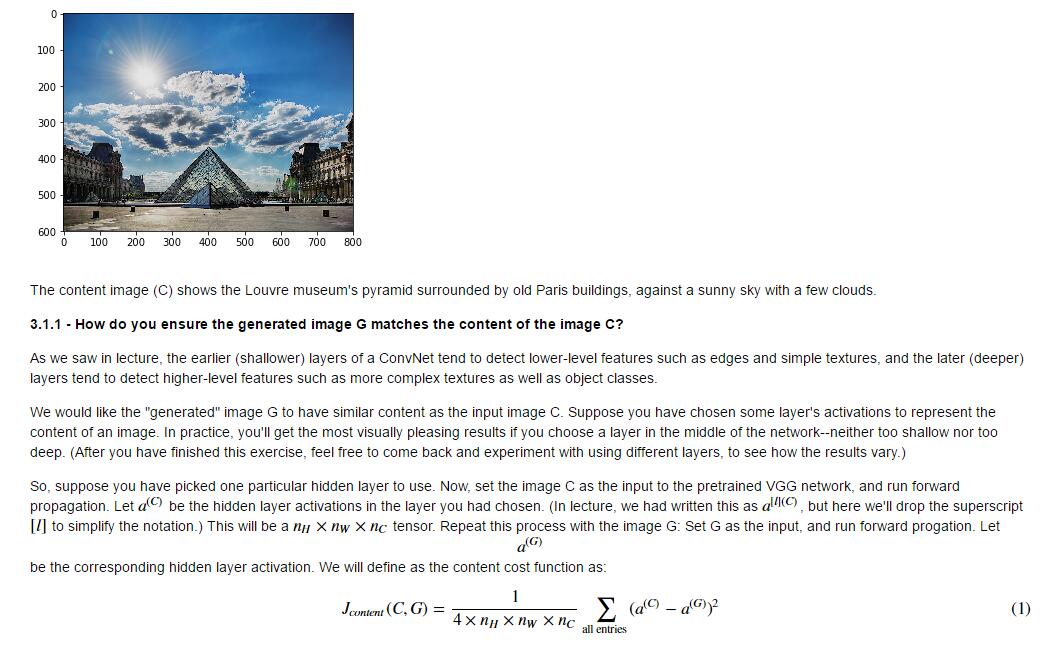 0
100
200
300
400
500
600
0 100 200 300 400 500 600 700 800
The content image (C) shows the Louvre museum's pyramid surrounded by old Paris buildings, against a sunny sky with a few clouds.
3.1.1 - How do you ensure the generated image G matches the content of the image C?
As we saw in lecture, the earlier (shallower) layers of a ConvNet tend to detect lower-level features such as edges and simple textures, and the later (deeper)
layers tend to detect higher-level features such as more complex textures as well as object classes.
We would like the "generated" image G to have similar content as the input image C. Suppose you have chosen some layer's activations to represent the
content of an image. In practice, you'll get the most visually pleasing results if you choose a layer in the middle of the network--neither too shallow nor too
deep. (After you have finished this exercise, feel free to come back and experiment with using different layers, to see how the results vary.)
So, suppose you have picked one particular hidden layer to use. Now, set the image C as the input to the pretrained VGG network, and run forward
propagation. Let a^(C) be the hidden layer activations in the layer you had chosen. (In lecture, we had written this as a^[l](C), but here we'll drop the superscript
[l] to simplify the notation.) This will be a n_H × n_W × n_C tensor. Repeat this process with the image G: Set G as the input, and run forward progation. Let
a^(G)
be the corresponding hidden layer activation. We will define as the content cost function as:
J_content(C, G) = 1 / (4 × n_H × n_W × n_C) ∑_all entries (a^(C) − a^(G))^2 (1)